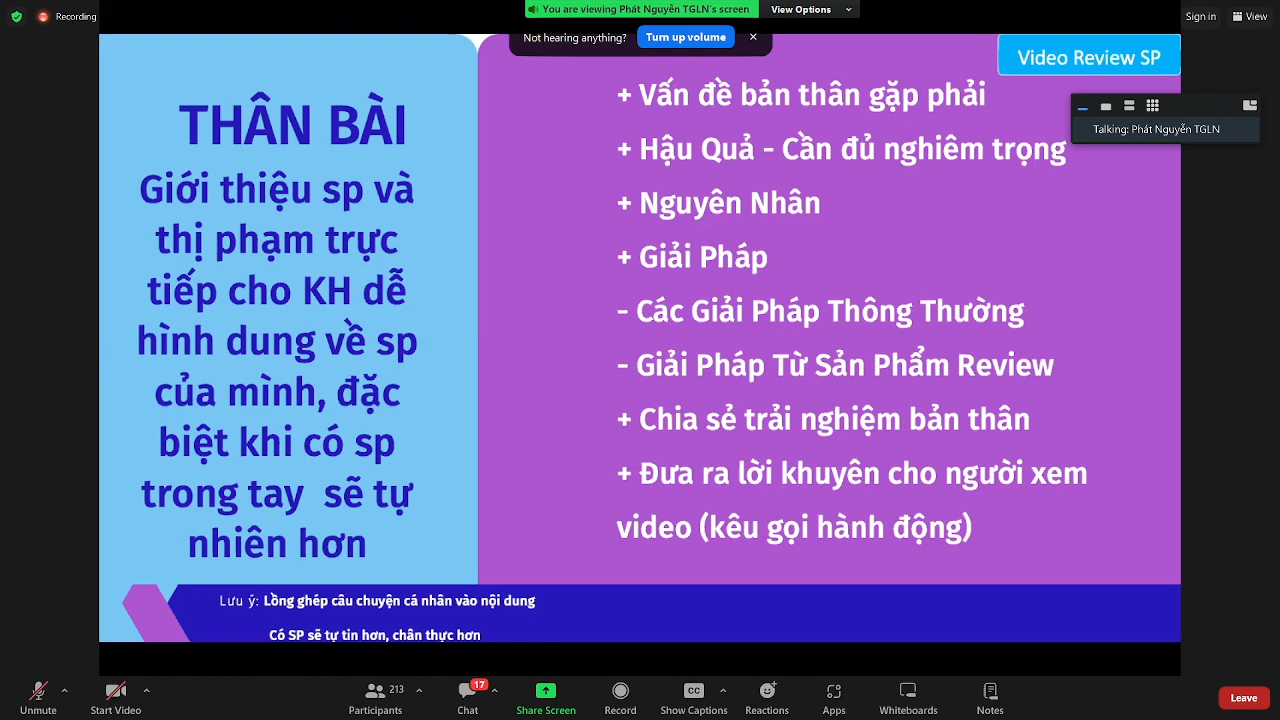 Recording
You are viewing Phát Nguyễn TGLN's screen
View Options
Sign in
View
Not hearing anything?
Turn up volume
Video Review SP
Talking: Phát Nguyễn TGLN
THÂN BÀI
Giới thiệu sp và
thị phạm trực
tiếp cho KH dễ
hình dung về sp
của mình, đặc
biệt khi có sp
trong tay sẽ tự
nhiên hơn
+ Vấn đề bản thân gặp phải
+ Hậu Quả - Cần đủ nghiêm trọng
+ Nguyên Nhân
+ Giải Pháp
- Các Giải Pháp Thông Thường
- Giải Pháp Từ Sản Phẩm Review
+ Chia sẻ trải nghiệm bản thân
+ Đưa ra lời khuyên cho người xem
video (kêu gọi hành động)
Lưu ý: Lồng ghép câu chuyện cá nhân vào nội dung
Có SP sẽ tự tin hơn, chân thực hơn
Unmute
Start Video
213
Participants
17
Chat
Share Screen
Record
CC
Show Captions
Reactions
Apps
Whiteboards
Notes
Leave